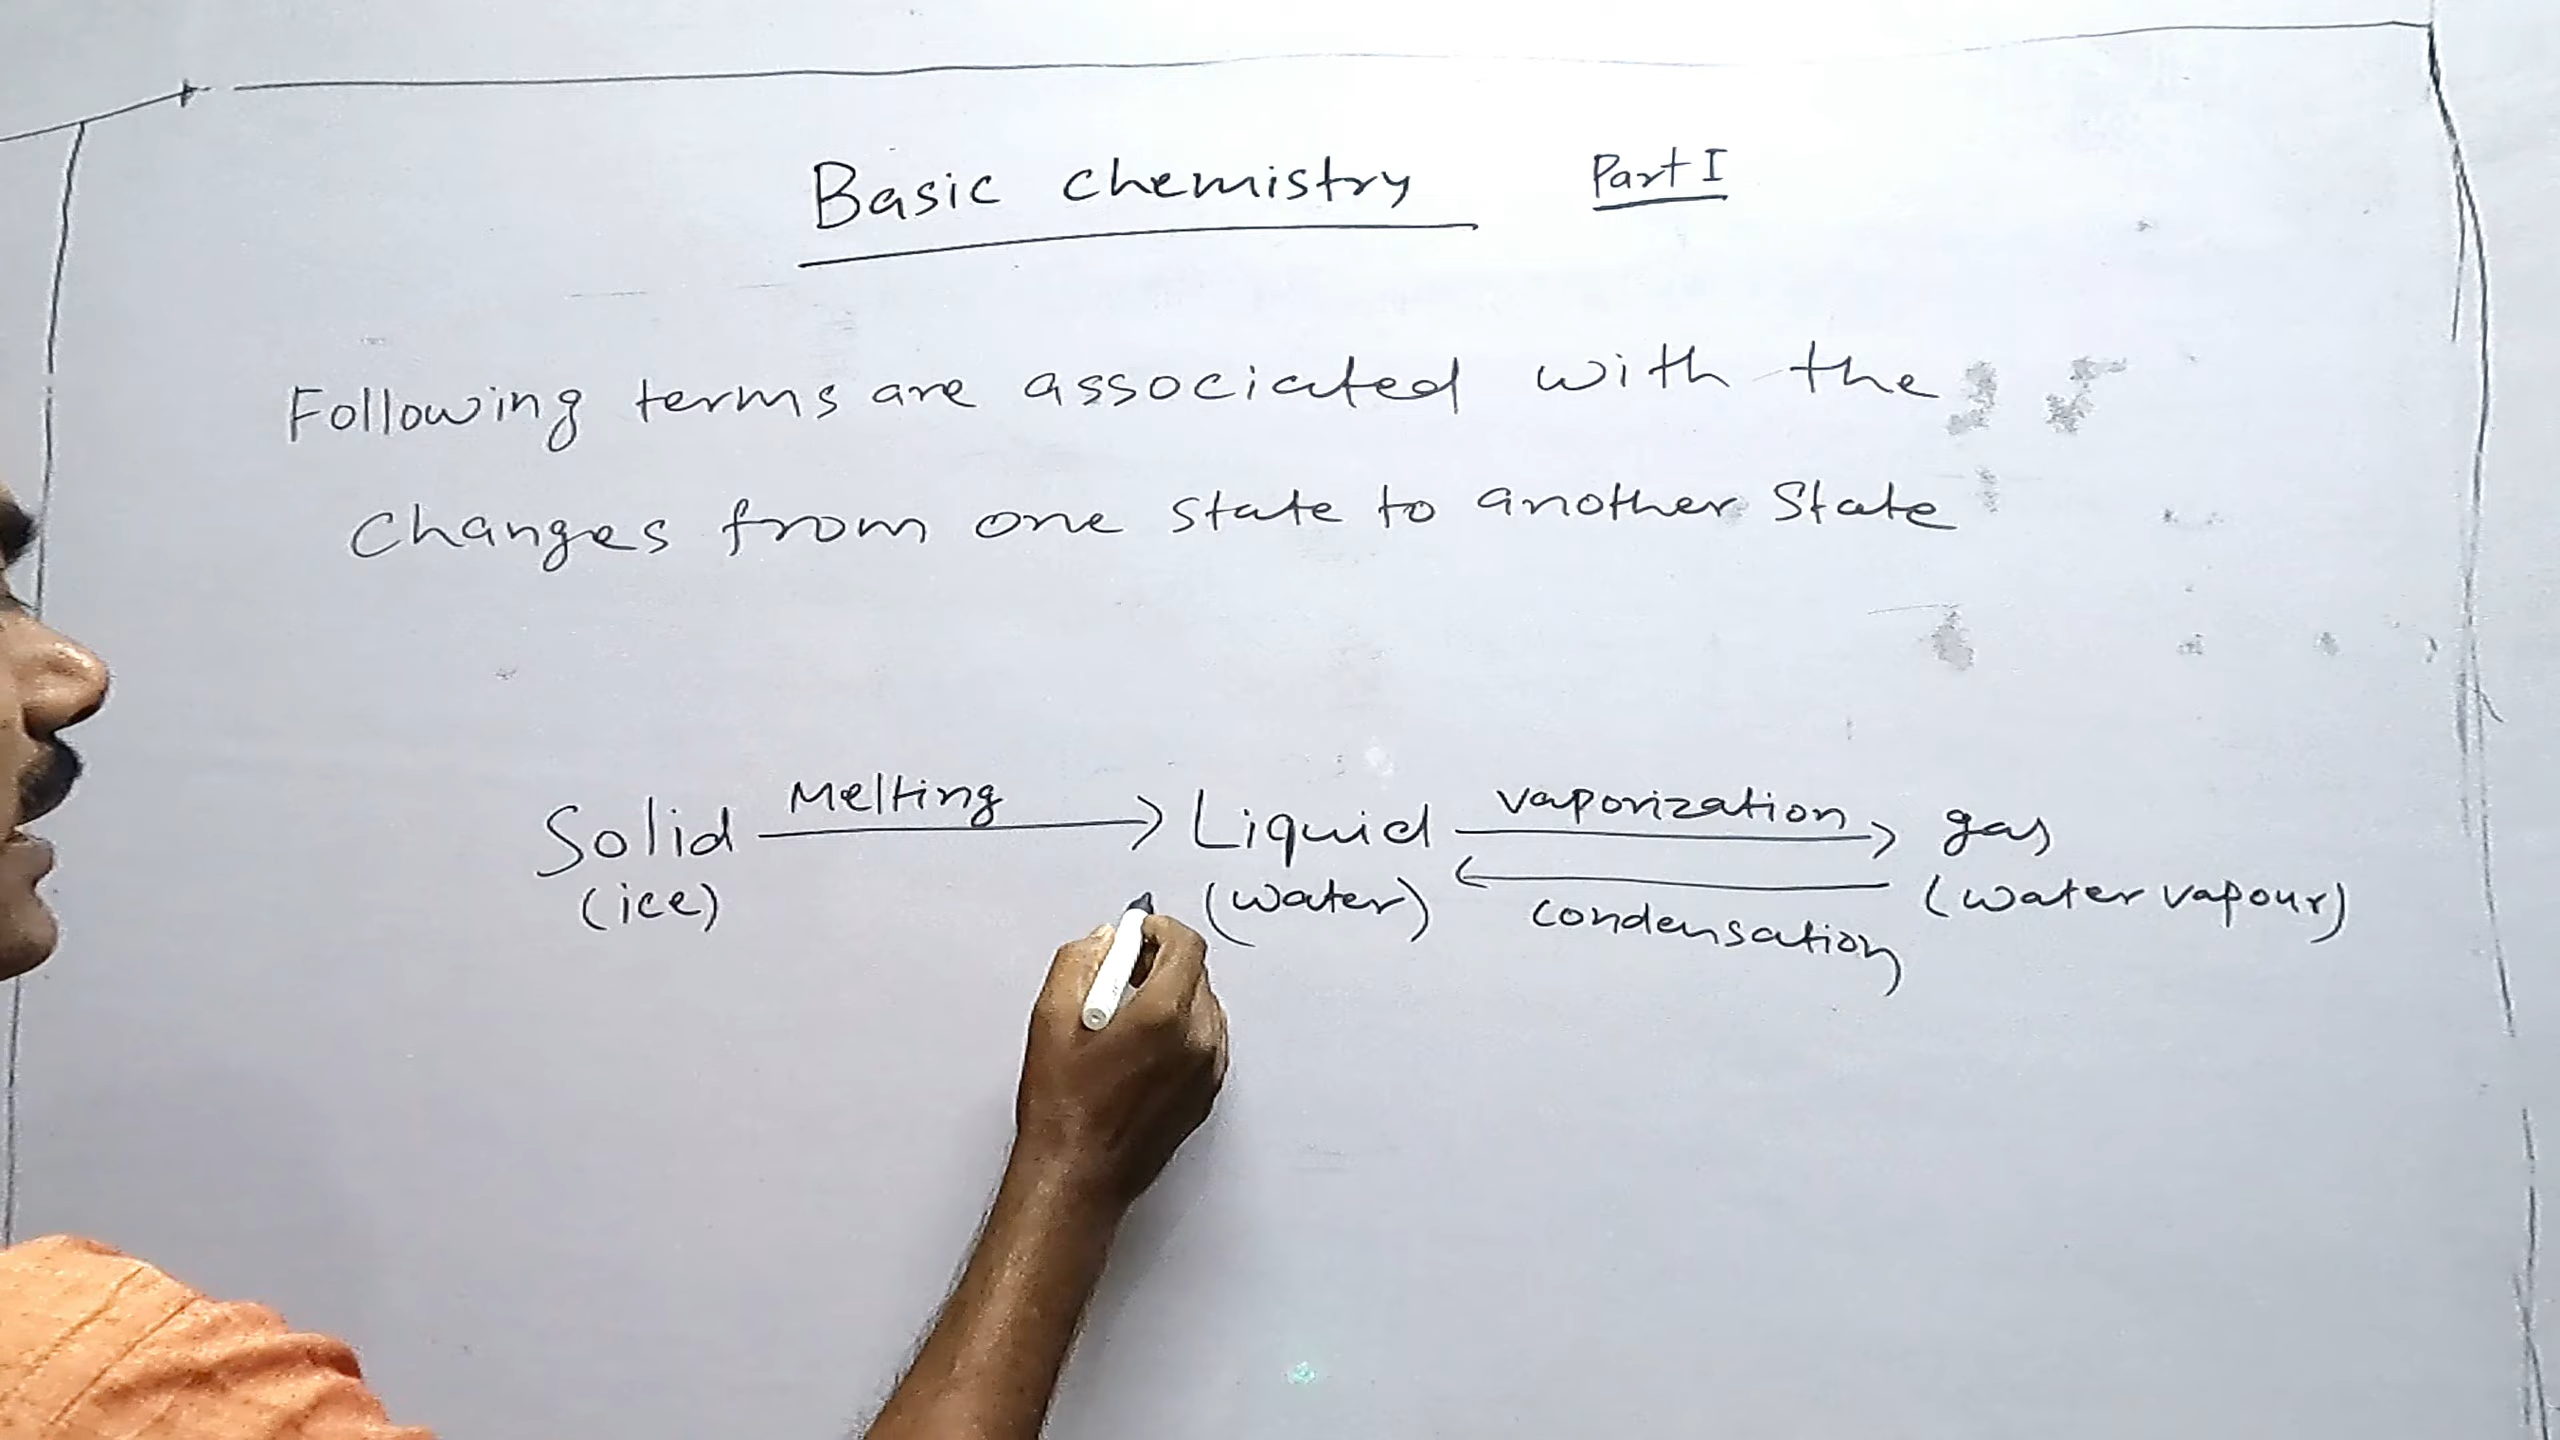 Basic chemistry Part I
Following terms are associated with the
changes from one state to another State
Melting vaporization
Solid Liquid gas
(ice) (water) (water vapour)
condensation